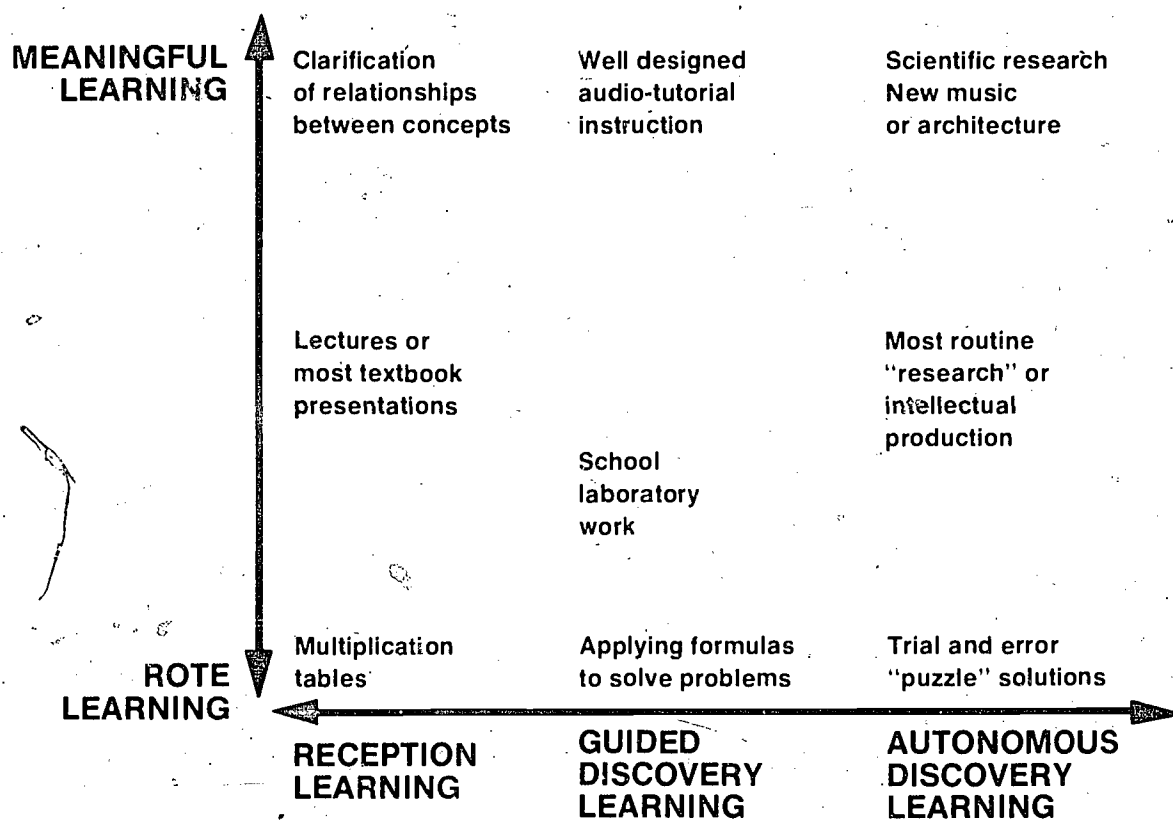 MEANINGFUL
LEARNING
Clarification
of relationships
between concepts
Well designed
audio-tutorial
instruction
Scientific research
New music
or architecture
Lectures or
most textbook
presentations
Most routine
"research" or
intellectual
production
School
laboratory
work
ROTE
LEARNING
Multiplication
tables
Applying formulas
to solve problems
Trial and error
"puzzle" solutions
RECEPTION
LEARNING
GUIDED
DISCOVERY
LEARNING
AUTONOMOUS
DISCOVERY
LEARNING